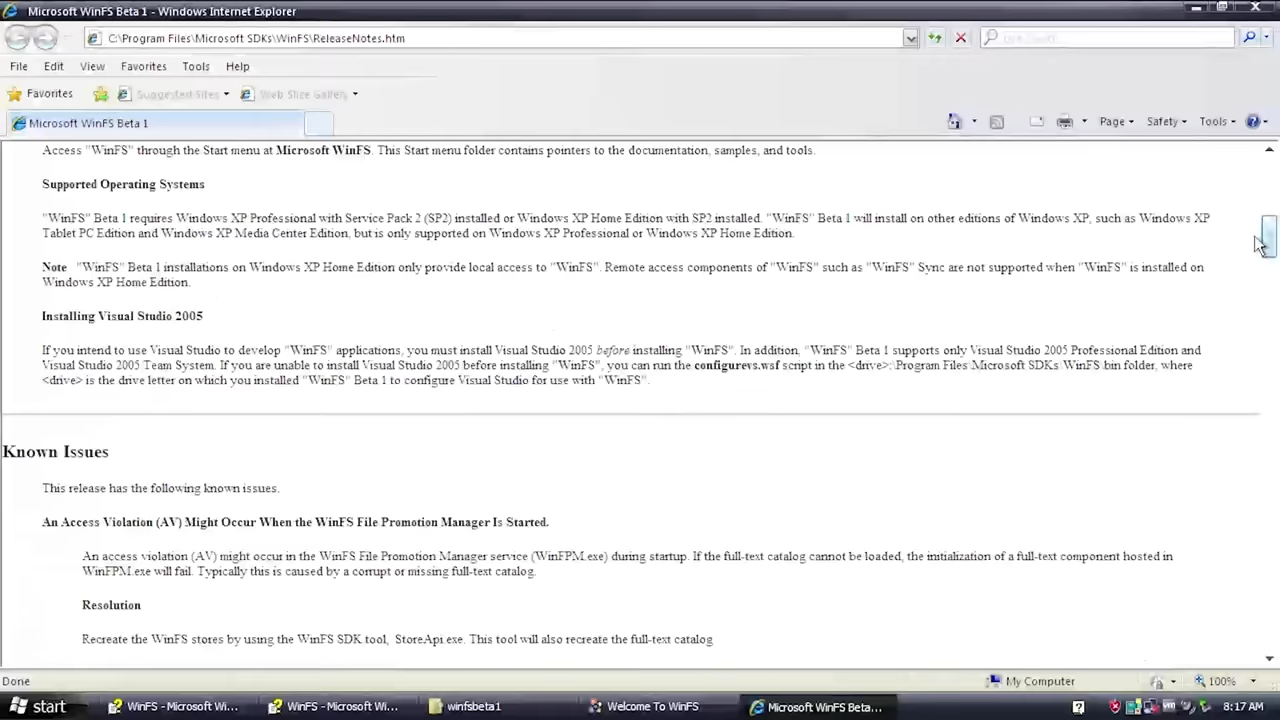 Microsoft WinFS Beta 1 - Windows Internet Explorer
C:\Program Files\Microsoft SDKs\WinFS\ReleaseNotes.htm
File Edit View Favorites Tools Help
Favorites Suggested Sites Web Slice Gallery
Microsoft WinFS Beta 1
Page Safety Tools
Access "WinFS" through the Start menu at Microsoft WinFS. This Start menu folder contains pointers to the documentation, samples, and tools.
Supported Operating Systems
"WinFS" Beta 1 requires Windows XP Professional with Service Pack 2 (SP2) installed or Windows XP Home Edition with SP2 installed. "WinFS" Beta 1 will install on other editions of Windows XP, such as Windows XP
Tablet PC Edition and Windows XP Media Center Edition, but is only supported on Windows XP Professional or Windows XP Home Edition.
Note "WinFS" Beta 1 installations on Windows XP Home Edition only provide local access to "WinFS". Remote access components of "WinFS" such as "WinFS" Sync are not supported when "WinFS" is installed on
Windows XP Home Edition.
Installing Visual Studio 2005
If you intend to use Visual Studio to develop "WinFS" applications, you must install Visual Studio 2005 before installing "WinFS". In addition, "WinFS" Beta 1 supports only Visual Studio 2005 Professional Edition and
Visual Studio 2005 Team System. If you are unable to install Visual Studio 2005 before installing "WinFS", you can run the configurevs.wsf script in the <drive>:\Program Files\Microsoft SDKs\WinFS\bin folder, where
<drive> is the drive letter on which you installed "WinFS" Beta 1 to configure Visual Studio for use with "WinFS".
Known Issues
This release has the following known issues.
An Access Violation (AV) Might Occur When the WinFS File Promotion Manager Is Started.
An access violation (AV) might occur in the WinFS File Promotion Manager service (WinFPM.exe) during startup. If the full-text catalog cannot be loaded, the initialization of a full-text component hosted in
WinFPM.exe will fail. Typically this is caused by a corrupt or missing full-text catalog.
Resolution
Recreate the WinFS stores by using the WinFS SDK tool, StoreApi.exe. This tool will also recreate the full-text catalog
Done My Computer 100%
start WinFS - Microsoft Wi... WinFS - Microsoft Wi... winfsbeta1 Welcome To WinFS Microsoft WinFS Beta... 8:17 AM